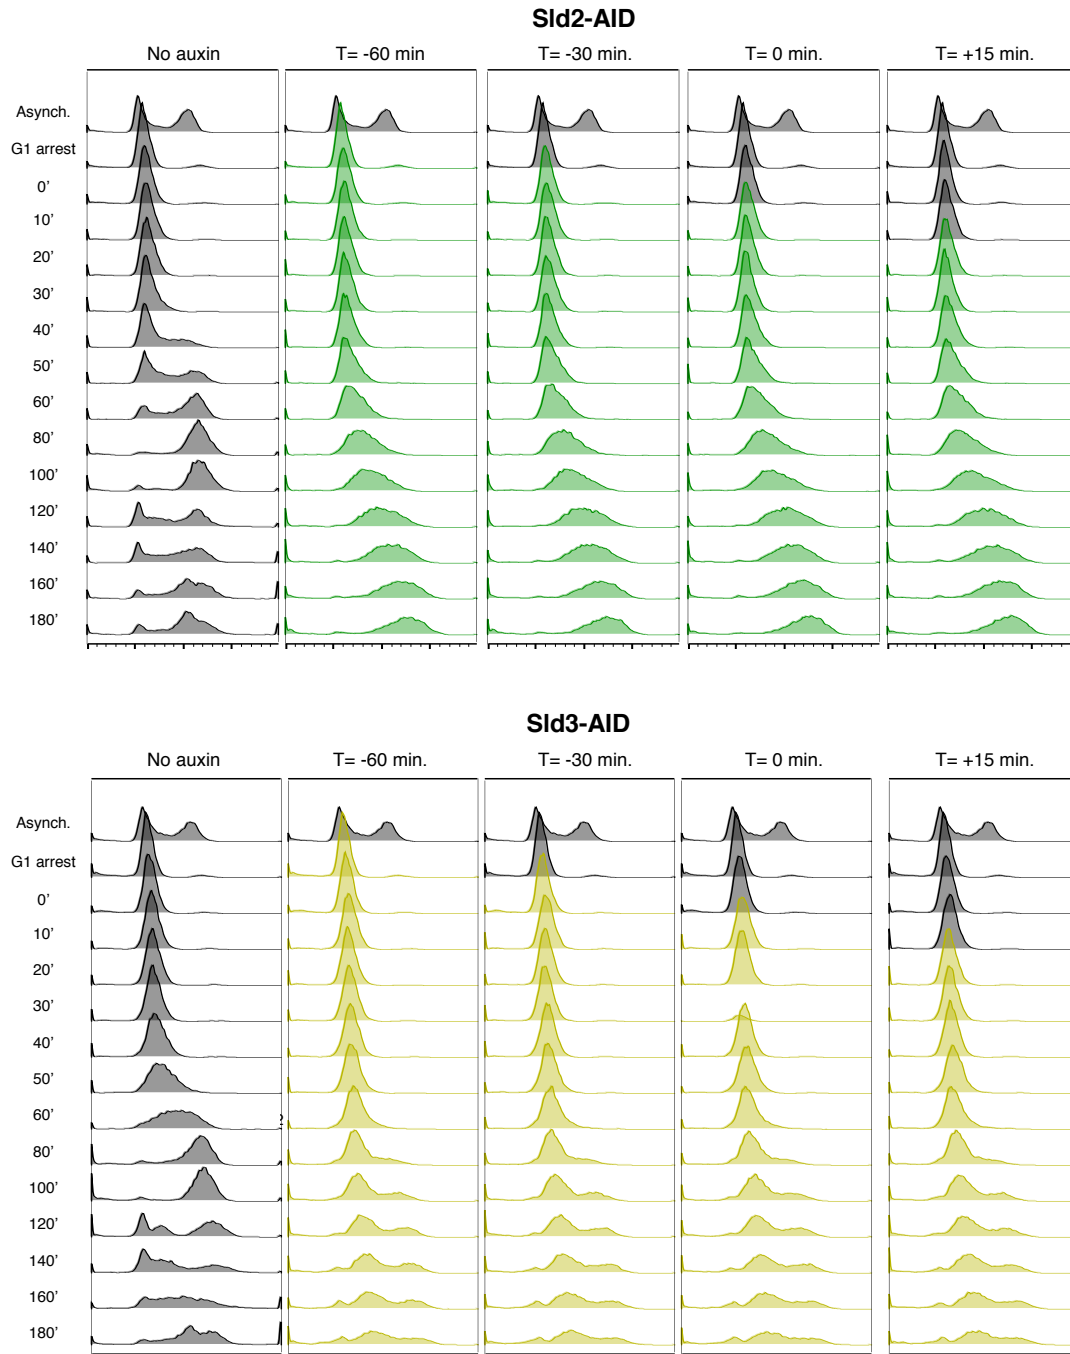 Sld2-AID
No auxin
T= -60 min
T= -30 min.
T= 0 min.
T= +15 min.
Asynch.
G1 arrest
0'
10'
20'
30'
40'
50'
60'
80'
100'
120'
140'
160'
180'
Sld3-AID
No auxin
T= -60 min.
T= -30 min.
T= 0 min.
T= +15 min.
Asynch.
G1 arrest
0'
10'
20'
30'
40'
50'
60'
80'
100'
120'
140'
160'
180'